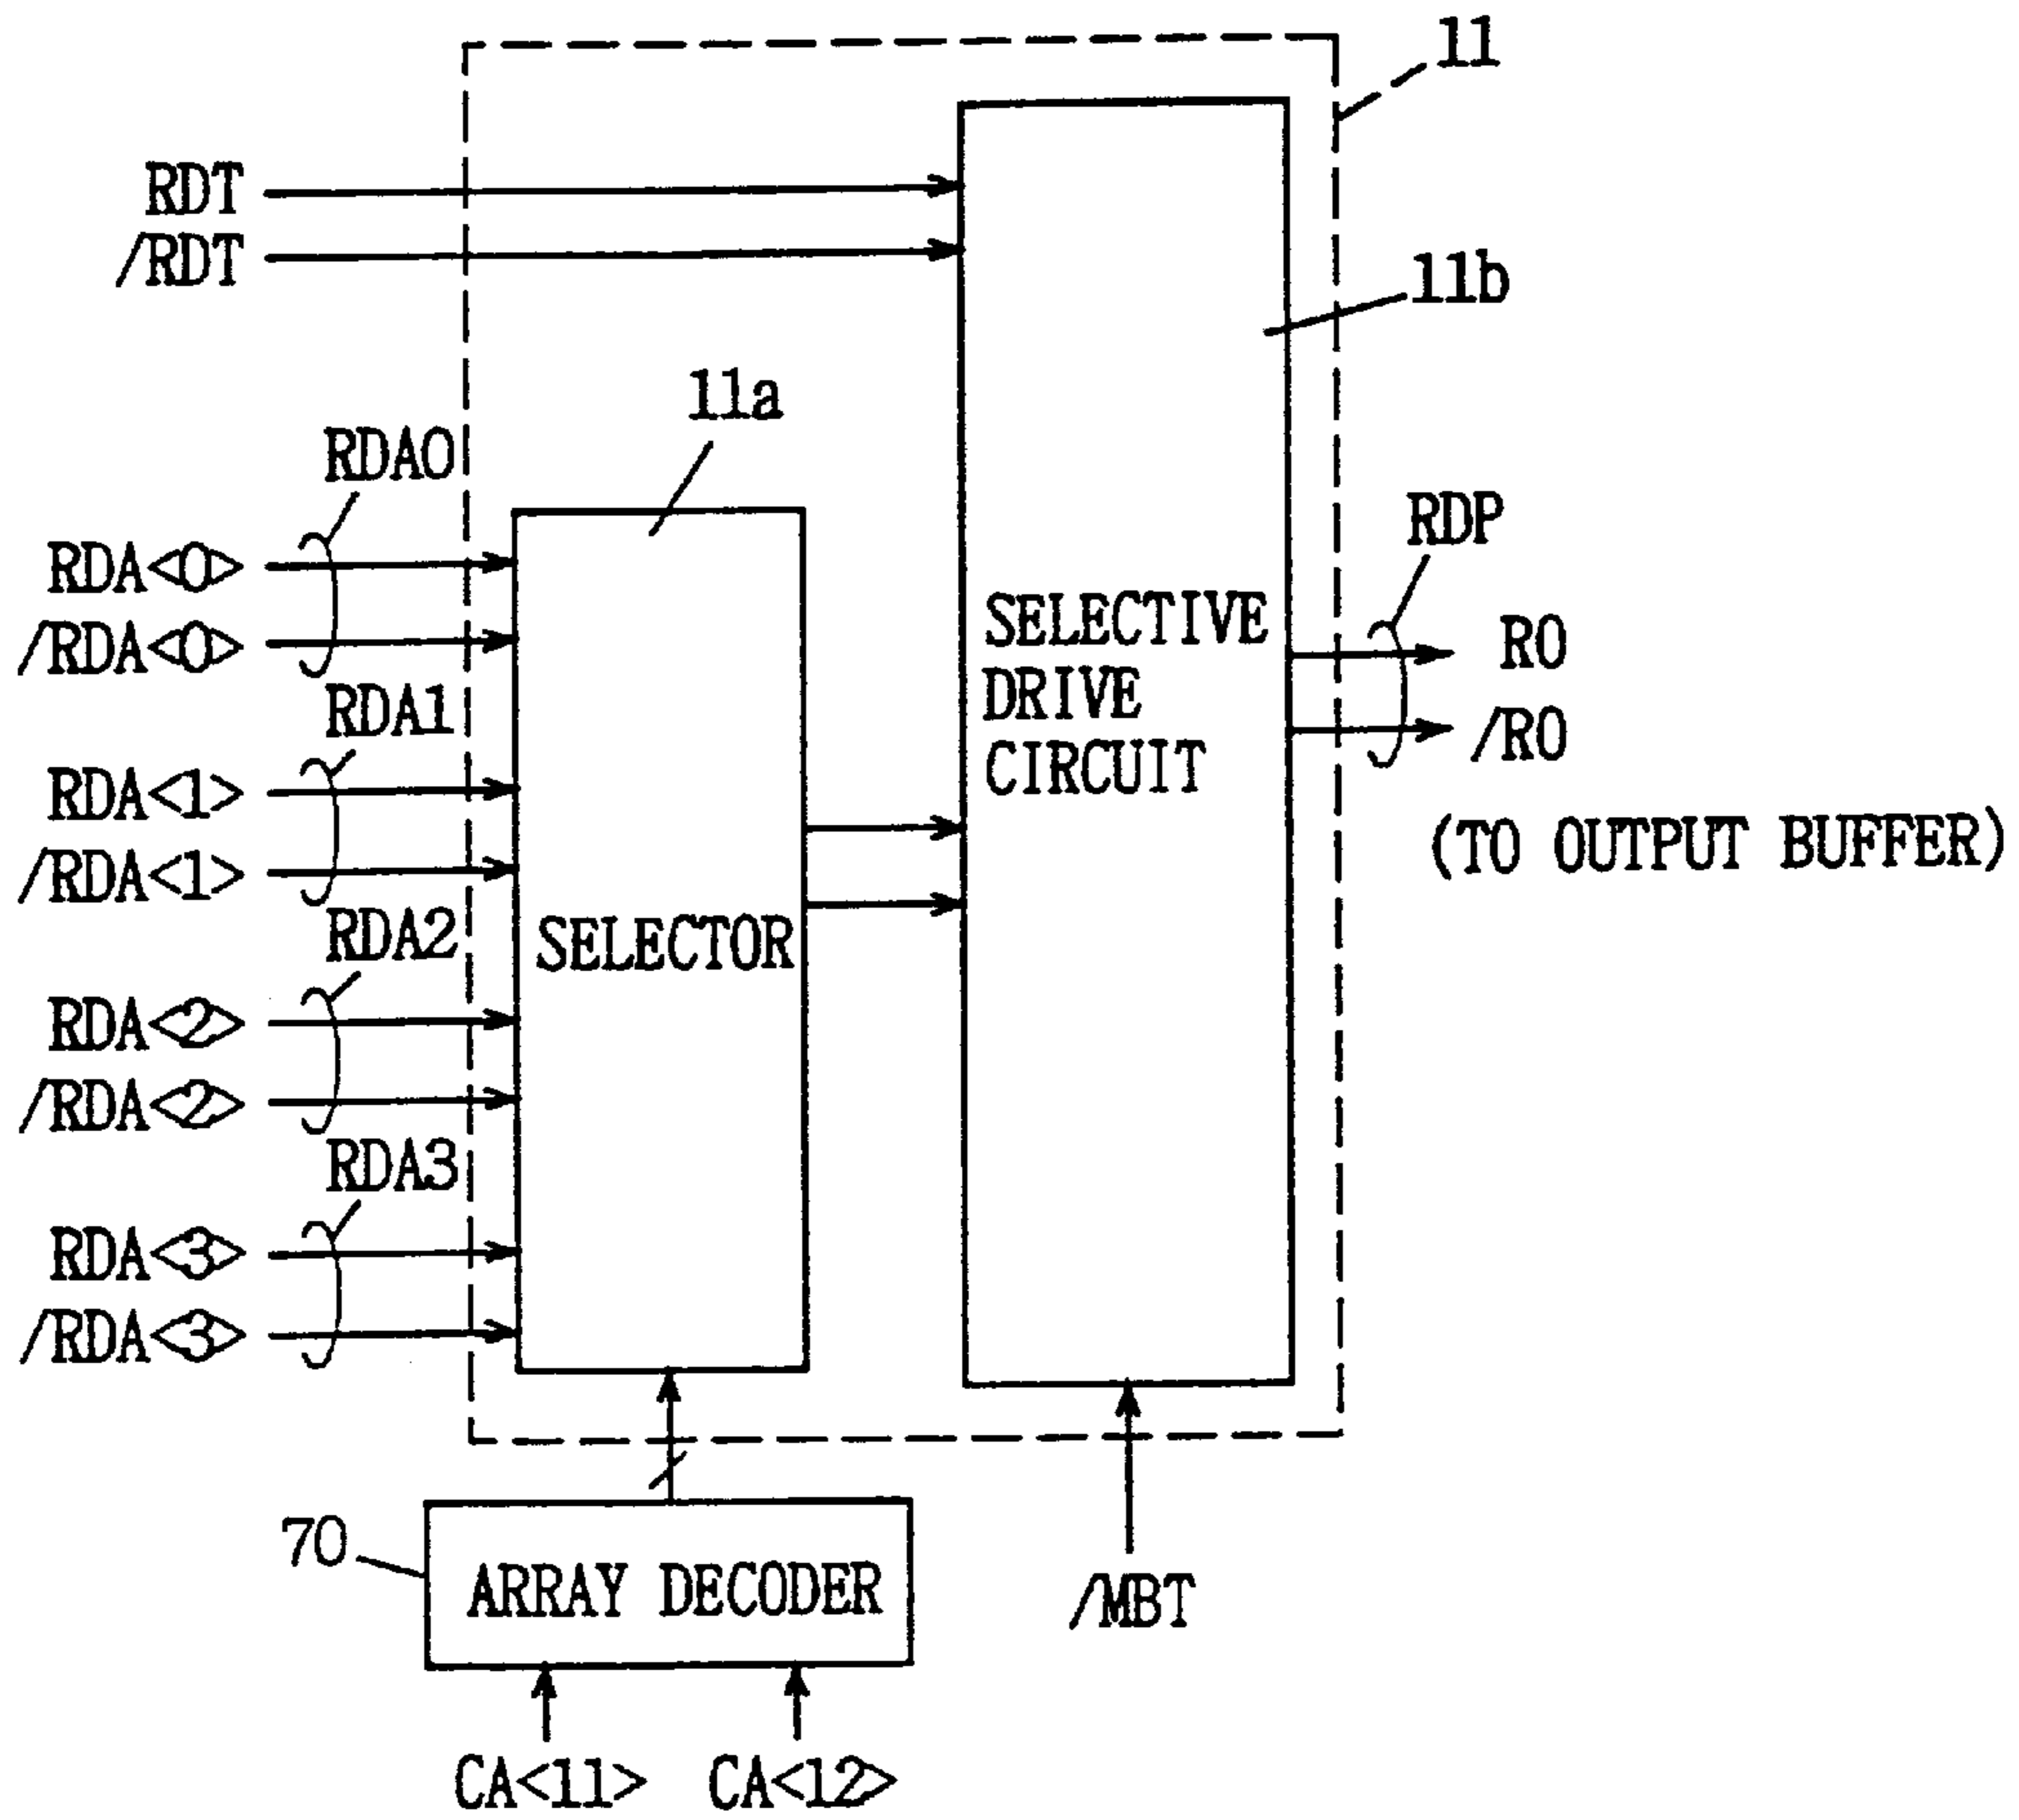 11
RDT
/RDT
11b
11a
RDA0
RDA<0>
/RDA<0>
RDA1
RDA<1>
/RDA<1>
RDA2
RDA<2>
/RDA<2>
RDA3
RDA<3>
/RDA<3>
SELECTOR
SELECTIVE
DRIVE
CIRCUIT
RDP
RO
/RO
(TO OUTPUT BUFFER)
70
ARRAY DECODER
/MBT
CA<11>
CA<12>